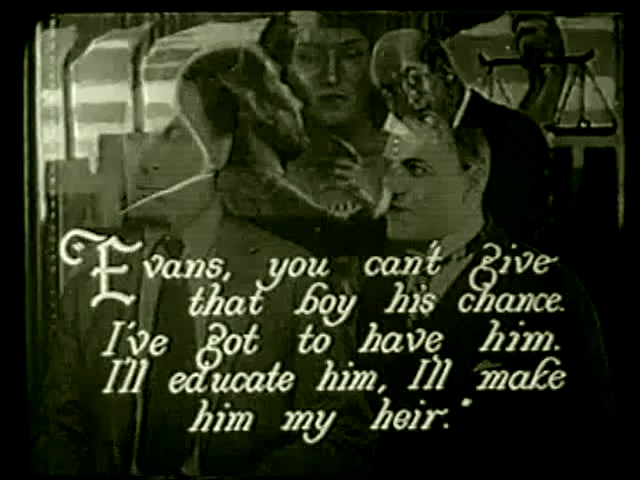 "Evans, you can't give
that boy his chance.
I've got to have him.
I'll educate him, I'll make
him my heir."